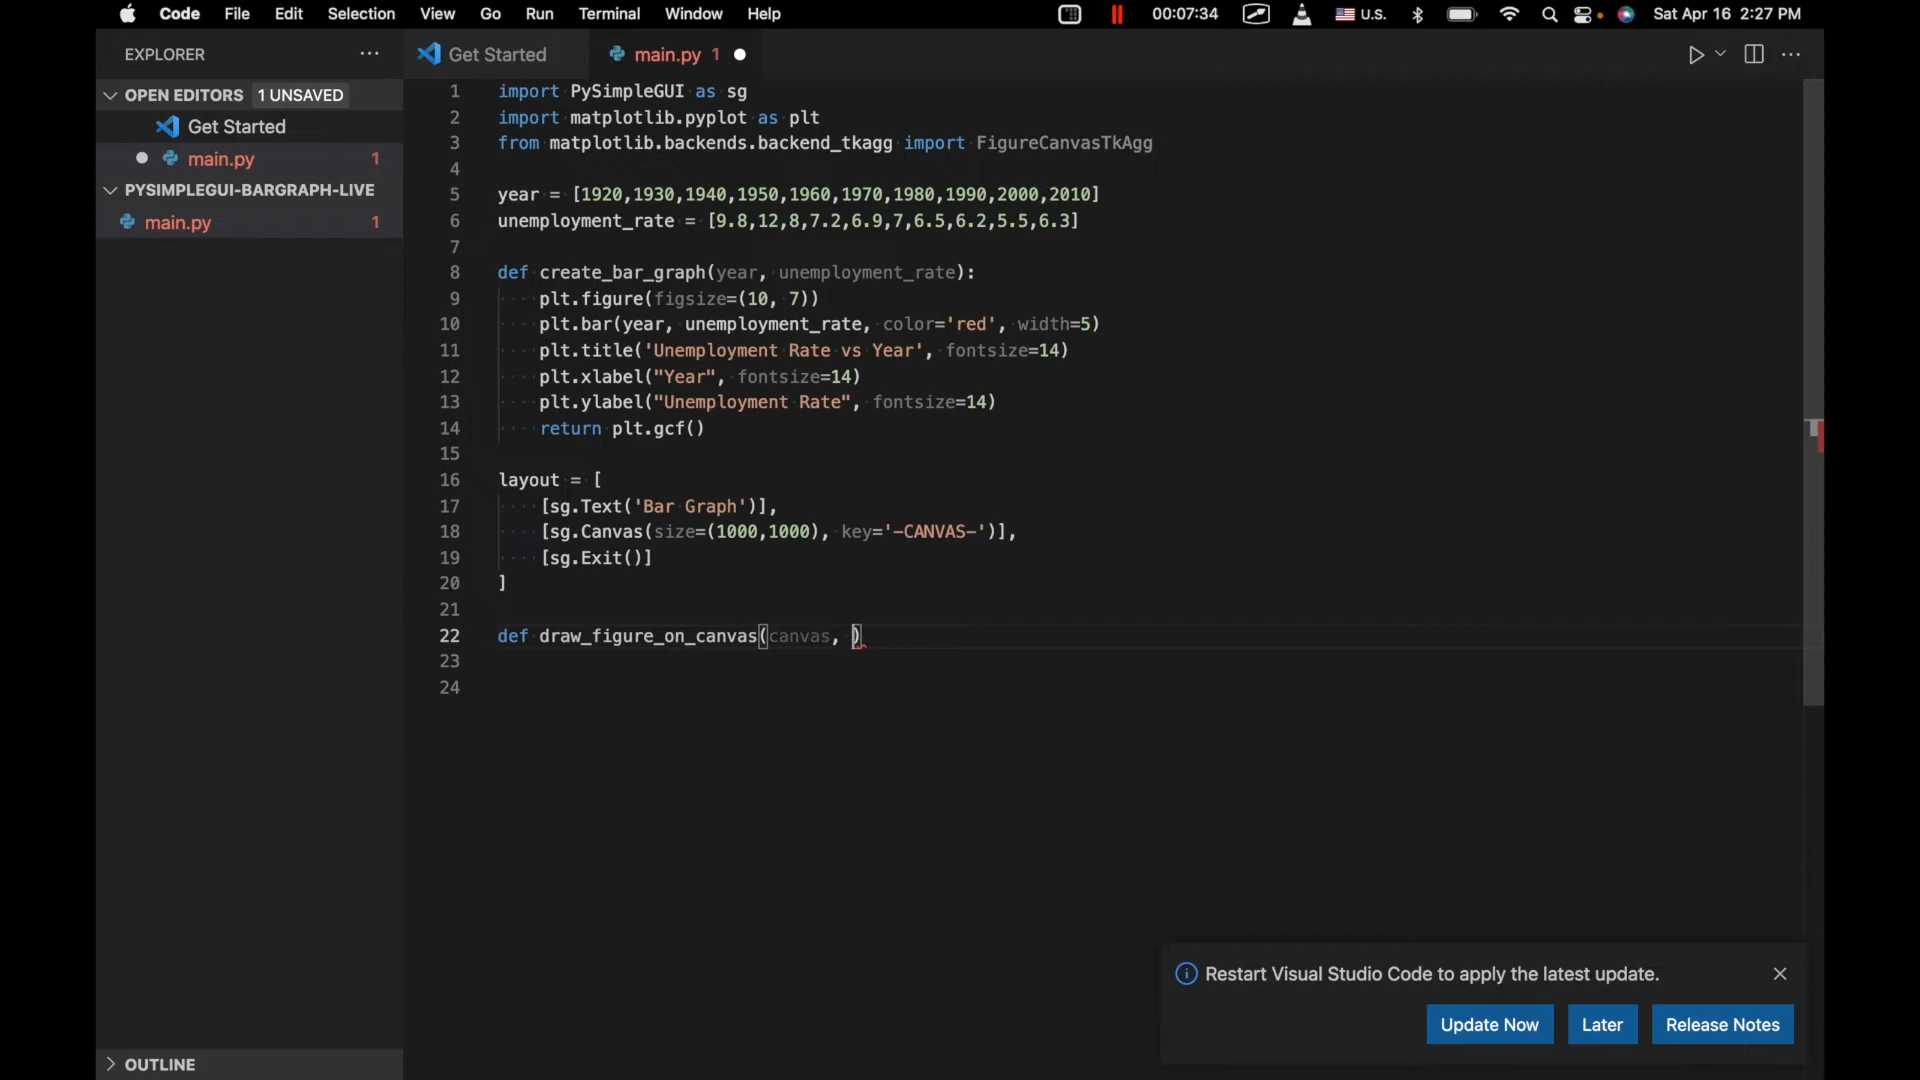 Code File Edit Selection View Go Run Terminal Window Help 00:07:34 U.S. Sat Apr 16 2:27 PM
EXPLORER ···
Get Started main.py 1
OPEN EDITORS 1 UNSAVED
Get Started
main.py 1
PYSIMPLEGUI-BARGRAPH-LIVE
main.py 1
1 import PySimpleGUI as sg
2 import matplotlib.pyplot as plt
3 from matplotlib.backends.backend_tkagg import FigureCanvasTkAgg
4
5 year = [1920,1930,1940,1950,1960,1970,1980,1990,2000,2010]
6 unemployment_rate = [9.8,12,8,7.2,6.9,7,6.5,6.2,5.5,6.3]
7
8 def create_bar_graph(year, unemployment_rate):
9 plt.figure(figsize=(10, 7))
10 plt.bar(year, unemployment_rate, color='red', width=5)
11 plt.title('Unemployment Rate vs Year', fontsize=14)
12 plt.xlabel("Year", fontsize=14)
13 plt.ylabel("Unemployment Rate", fontsize=14)
14 return plt.gcf()
15
16 layout = [
17 [sg.Text('Bar Graph')],
18 [sg.Canvas(size=(1000,1000), key='-CANVAS-')],
19 [sg.Exit()]
20 ]
21
22 def draw_figure_on_canvas(canvas, )
23
24
Restart Visual Studio Code to apply the latest update.
Update Now Later Release Notes
OUTLINE